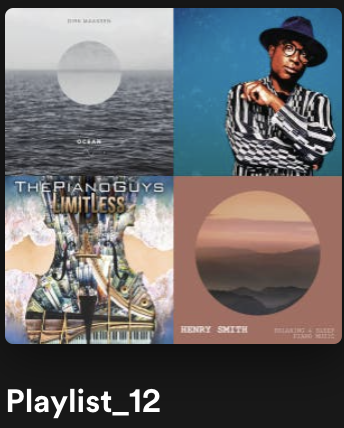 DIRK MAASSEN
OCEAN
THEPIANOGUYS
LIMITLESS
HENRY SMITH
RELAXING & SLEEP
PIANO MUSIC
Playlist_12